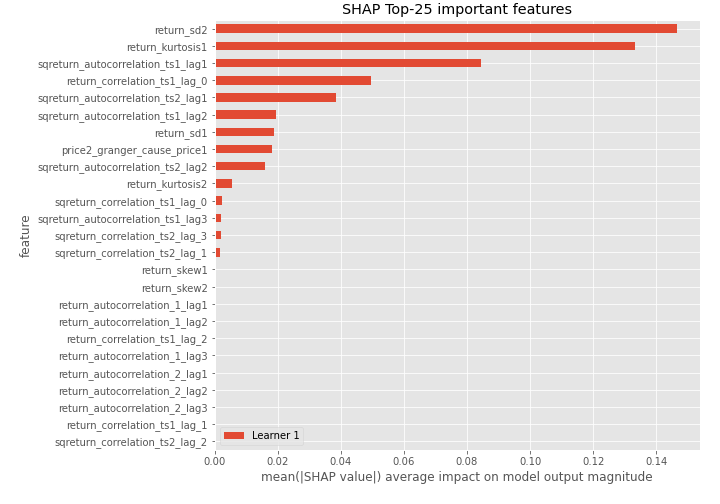 SHAP Top-25 important features
return_sd2
return_kurtosis1
sqreturn_autocorrelation_ts1_lag1
return_correlation_ts1_lag_0
sqreturn_autocorrelation_ts2_lag1
sqreturn_autocorrelation_ts1_lag2
return_sd1
price2_granger_cause_price1
sqreturn_autocorrelation_ts2_lag2
return_kurtosis2
sqreturn_correlation_ts1_lag_0
sqreturn_autocorrelation_ts1_lag3
sqreturn_correlation_ts2_lag_3
sqreturn_correlation_ts2_lag_1
return_skew1
return_skew2
return_autocorrelation_1_lag1
return_autocorrelation_1_lag2
return_correlation_ts1_lag_2
return_autocorrelation_1_lag3
return_autocorrelation_2_lag1
return_autocorrelation_2_lag2
return_autocorrelation_2_lag3
return_correlation_ts1_lag_1
sqreturn_correlation_ts2_lag_2
feature
Learner 1
0.00 0.02 0.04 0.06 0.08 0.10 0.12 0.14
mean(|SHAP value|) average impact on model output magnitude